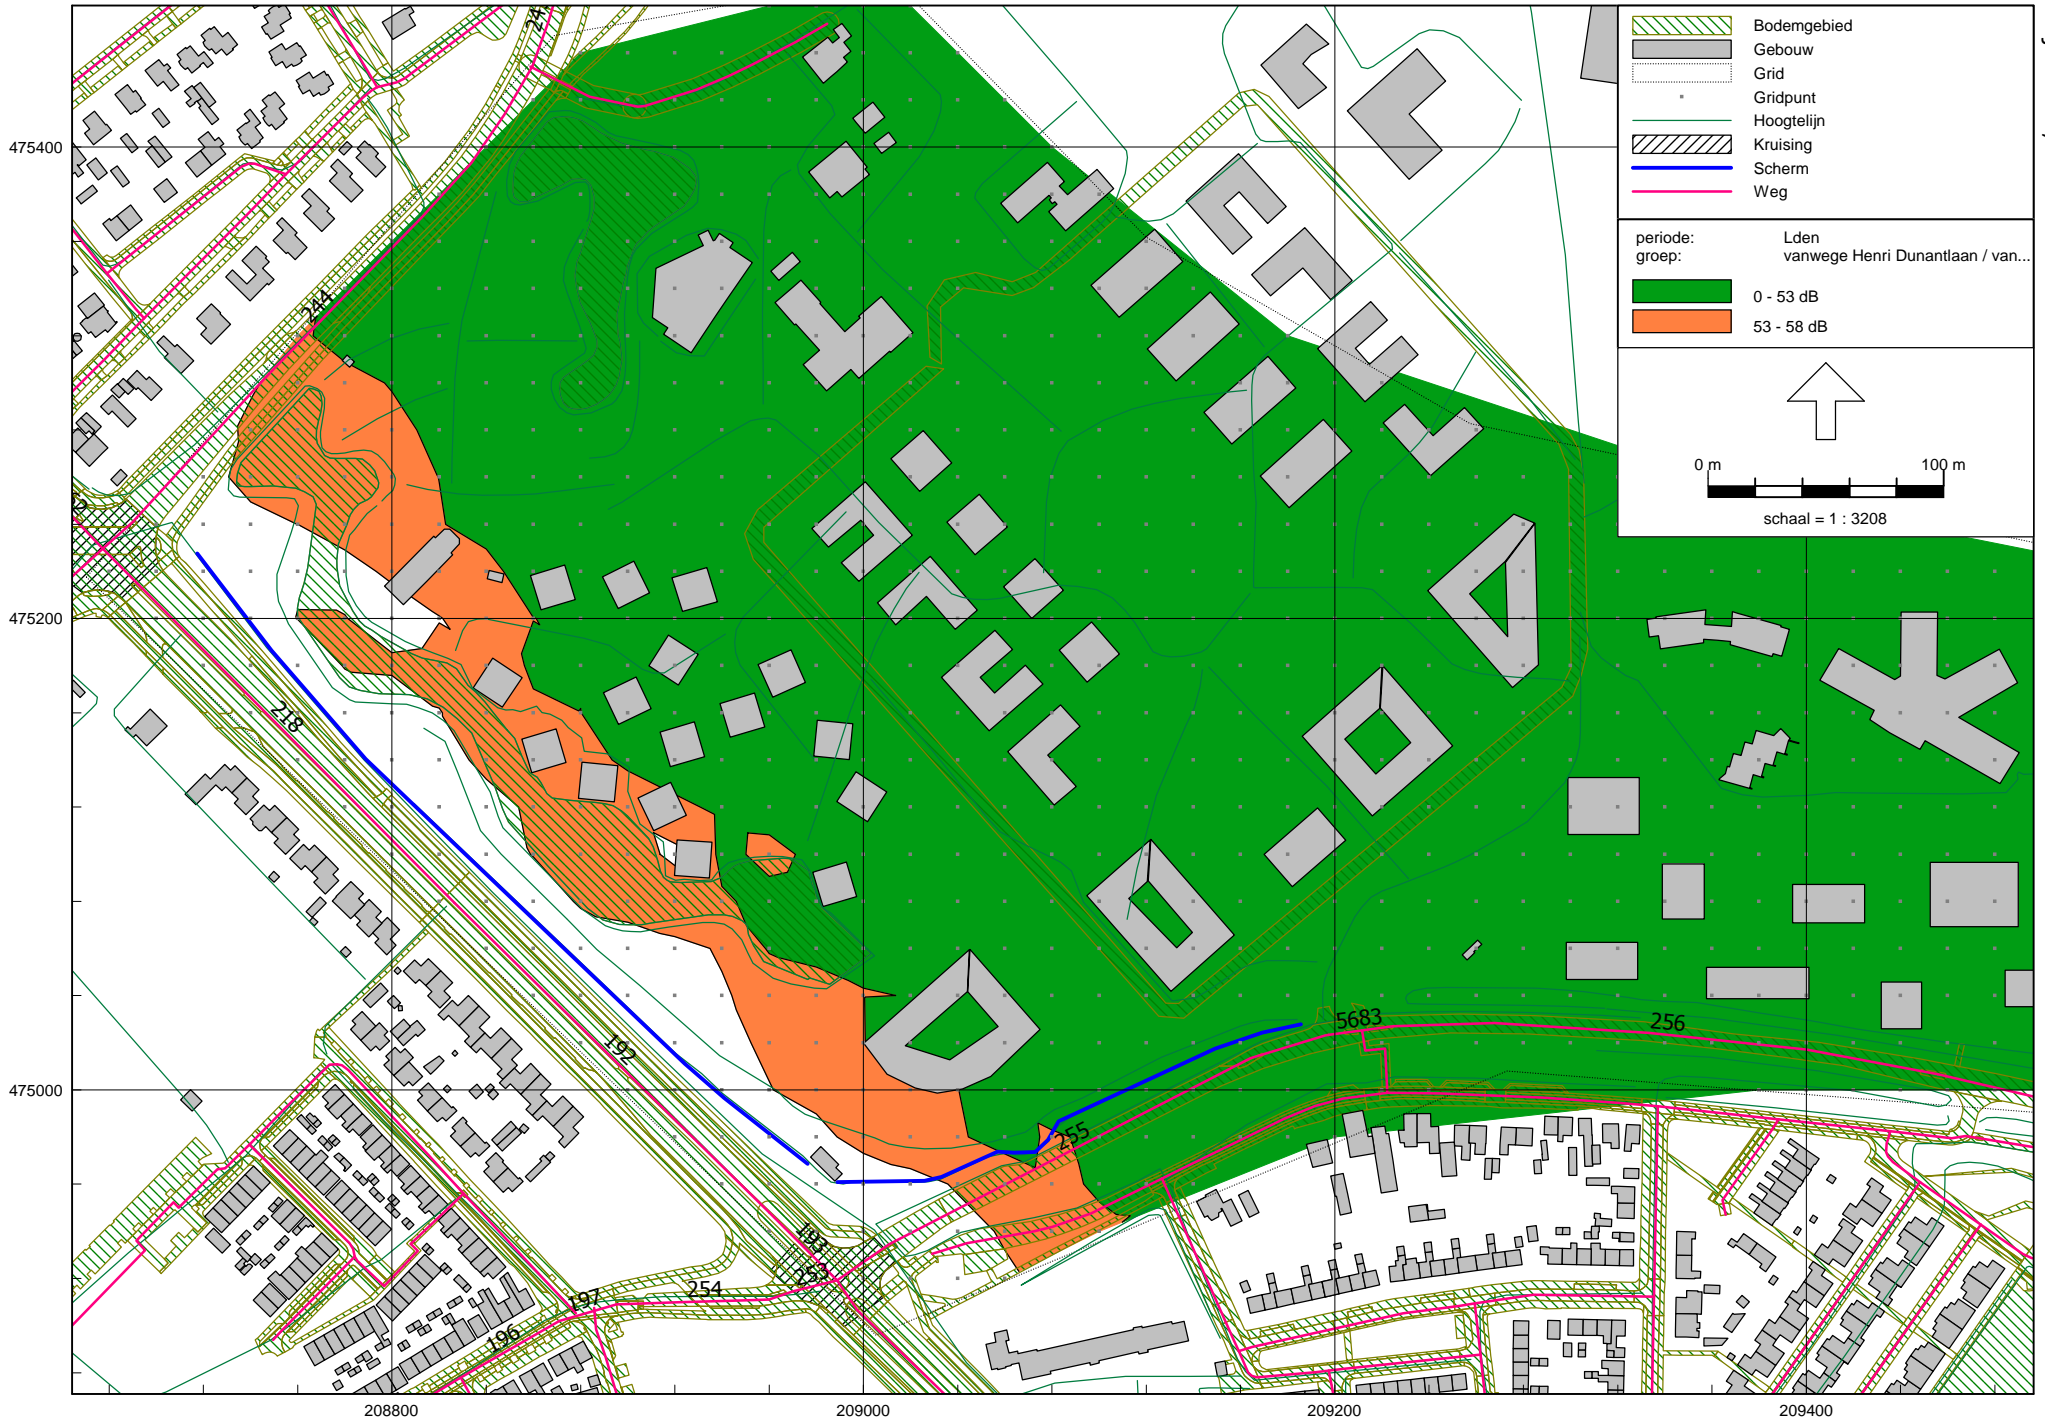 Bodemgebied
Gebouw
Grid
Gridpunt
Hoogtelijn
Kruising
Scherm
Weg
periode: Lden
groep: vanwege Henri Dunantlaan / van...
0 - 53 dB
53 - 58 dB
0 m 100 m
schaal = 1 : 3208
475400
475200
475000
208800 209000 209200 209400
244
218
192
193
253
254
197
196
255
5683
256